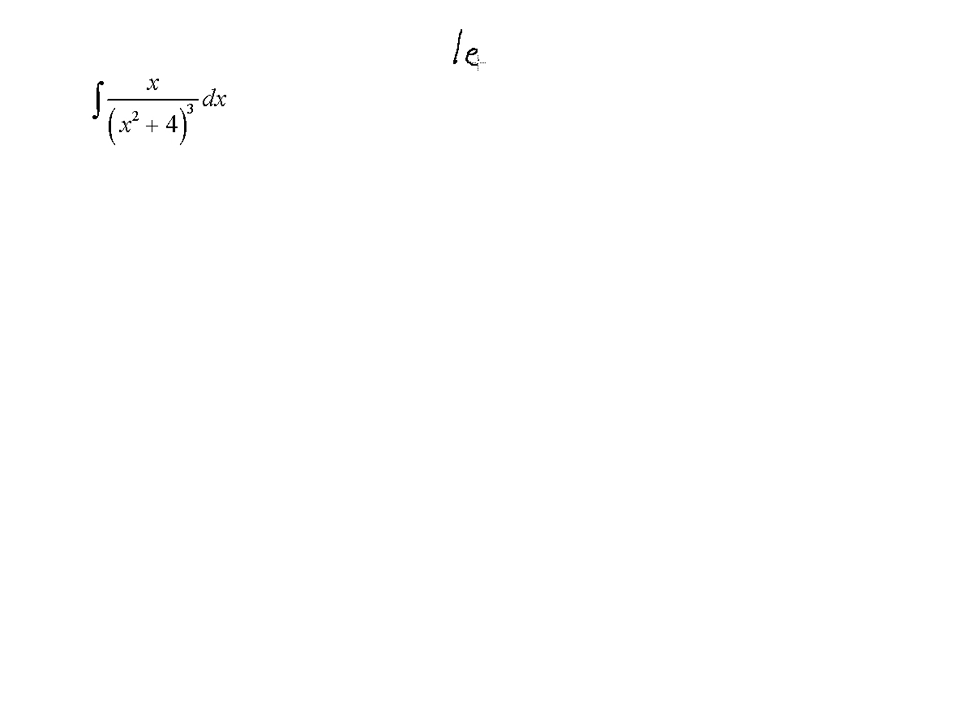 le
∫ x/(x² + 4)³ dx